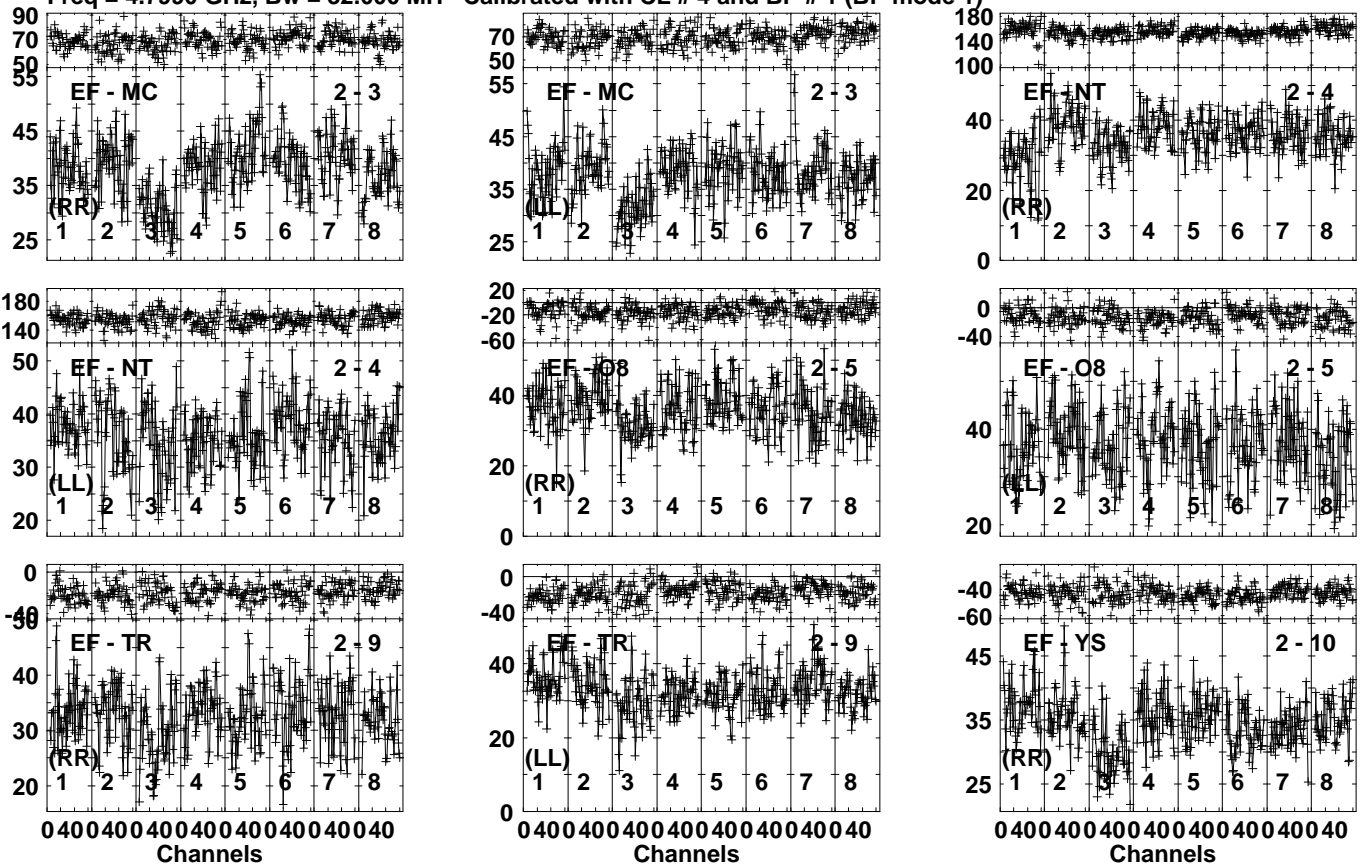 Calibrated with CL # 4 and BP # 1 (BP mode 1)
90
70
50
55
45
35
25
EF - MC 2 - 3
(RR)
1 2 3 4 5 6 7 8
70
50
55
45
35
25
EF - MC 2 - 3
(LL)
1 2 3 4 5 6 7 8
180
140
100
40
20
0
EF - NT 2 - 4
(RR)
1 2 3 4 5 6 7 8
180
140
50
40
30
20
EF - NT 2 - 4
(LL)
1 2 3 4 5 6 7 8
20
-20
-60
40
20
0
EF - O8 2 - 5
(RR)
1 2 3 4 5 6 7 8
0
-40
40
20
EF - O8 2 - 5
(LL)
1 2 3 4 5 6 7 8
0
-40
50
40
30
20
EF - TR 2 - 9
(RR)
1 2 3 4 5 6 7 8
0 40 0 40 0 40 0 40 0 40 0 40 0 40 0 40
Channels
0
-40
40
20
0
EF - TR 2 - 9
(LL)
1 2 3 4 5 6 7 8
0 40 0 40 0 40 0 40 0 40 0 40 0 40 0 40
Channels
-40
-60
45
35
25
EF - YS 2 - 10
(RR)
1 2 3 4 5 6 7 8
0 40 0 40 0 40 0 40 0 40 0 40 0 40 0 40
Channels